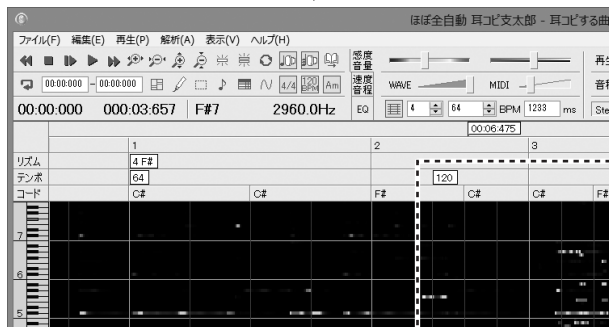 ほぼ全自動 耳コピ支太郎 - 耳コピする曲
ファイル(F) 編集(E) 再生(P) 解析(A) 表示(V) ヘルプ(H)
感度
音量
再生
00:00:000 - 00:00:000
4/4 120 BPM Am
速度
音程
WAVE MIDI
音程
00:00:000 000:03:657 F#7 2960.0Hz
EQ 4 64 BPM 1233 ms Ste
00:06:475
1 2 3
リズム 4 F#
テンポ 64 120
コード C# C# F# C# C# F#
7
6
5